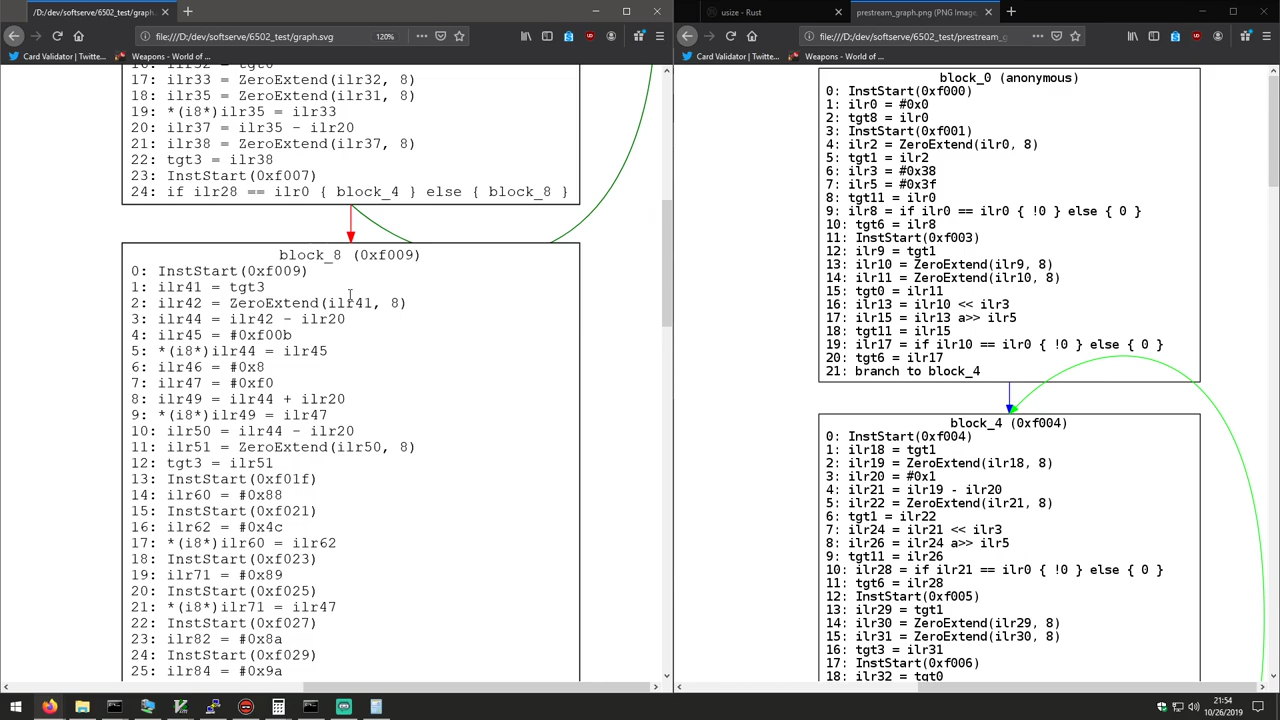 /D:/dev/softserve/6502_test/graph
file:///D:/dev/softserve/6502_test/graph.svg
120%
Card Validator | Twitte...
Weapons - World of ...
17: ilr33 = ZeroExtend(ilr32, 8)
18: ilr35 = ZeroExtend(ilr31, 8)
19: *(i8*)ilr35 = ilr33
20: ilr37 = ilr35 - ilr20
21: ilr38 = ZeroExtend(ilr37, 8)
22: tgt3 = ilr38
23: InstStart(0xf007)
24: if ilr28 == ilr0 { block_4 } else { block_8 }
block_8 (0xf009)
0: InstStart(0xf009)
1: ilr41 = tgt3
2: ilr42 = ZeroExtend(ilr41, 8)
3: ilr44 = ilr42 - ilr20
4: ilr45 = #0xf00b
5: *(i8*)ilr44 = ilr45
6: ilr46 = #0x8
7: ilr47 = #0xf0
8: ilr49 = ilr44 + ilr20
9: *(i8*)ilr49 = ilr47
10: ilr50 = ilr44 - ilr20
11: ilr51 = ZeroExtend(ilr50, 8)
12: tgt3 = ilr51
13: InstStart(0xf01f)
14: ilr60 = #0x88
15: InstStart(0xf021)
16: ilr62 = #0x4c
17: *(i8*)ilr60 = ilr62
18: InstStart(0xf023)
19: ilr71 = #0x89
20: InstStart(0xf025)
21: *(i8*)ilr71 = ilr47
22: InstStart(0xf027)
23: ilr82 = #0x8a
24: InstStart(0xf029)
25: ilr84 = #0x9a
usize - Rust
prestream_graph.png (PNG Image,
file:///D:/dev/softserve/6502_test/prestream_g
Card Validator | Twitte...
Weapons - World of ...
block_0 (anonymous)
0: InstStart(0xf000)
1: ilr0 = #0x0
2: tgt8 = ilr0
3: InstStart(0xf001)
4: ilr2 = ZeroExtend(ilr0, 8)
5: tgt1 = ilr2
6: ilr3 = #0x38
7: ilr5 = #0x3f
8: tgt11 = ilr0
9: ilr8 = if ilr0 == ilr0 { !0 } else { 0 }
10: tgt6 = ilr8
11: InstStart(0xf003)
12: ilr9 = tgt1
13: ilr10 = ZeroExtend(ilr9, 8)
14: ilr11 = ZeroExtend(ilr10, 8)
15: tgt0 = ilr11
16: ilr13 = ilr10 << ilr3
17: ilr15 = ilr13 a>> ilr5
18: tgt11 = ilr15
19: ilr17 = if ilr10 == ilr0 { !0 } else { 0 }
20: tgt6 = ilr17
21: branch to block_4
block_4 (0xf004)
0: InstStart(0xf004)
1: ilr18 = tgt1
2: ilr19 = ZeroExtend(ilr18, 8)
3: ilr20 = #0x1
4: ilr21 = ilr19 - ilr20
5: ilr22 = ZeroExtend(ilr21, 8)
6: tgt1 = ilr22
7: ilr24 = ilr21 << ilr3
8: ilr26 = ilr24 a>> ilr5
9: tgt11 = ilr26
10: ilr28 = if ilr21 == ilr0 { !0 } else { 0 }
11: tgt6 = ilr28
12: InstStart(0xf005)
13: ilr29 = tgt1
14: ilr30 = ZeroExtend(ilr29, 8)
15: ilr31 = ZeroExtend(ilr30, 8)
16: tgt3 = ilr31
17: InstStart(0xf006)
18: ilr32 = tgt0
21:54
10/26/2019